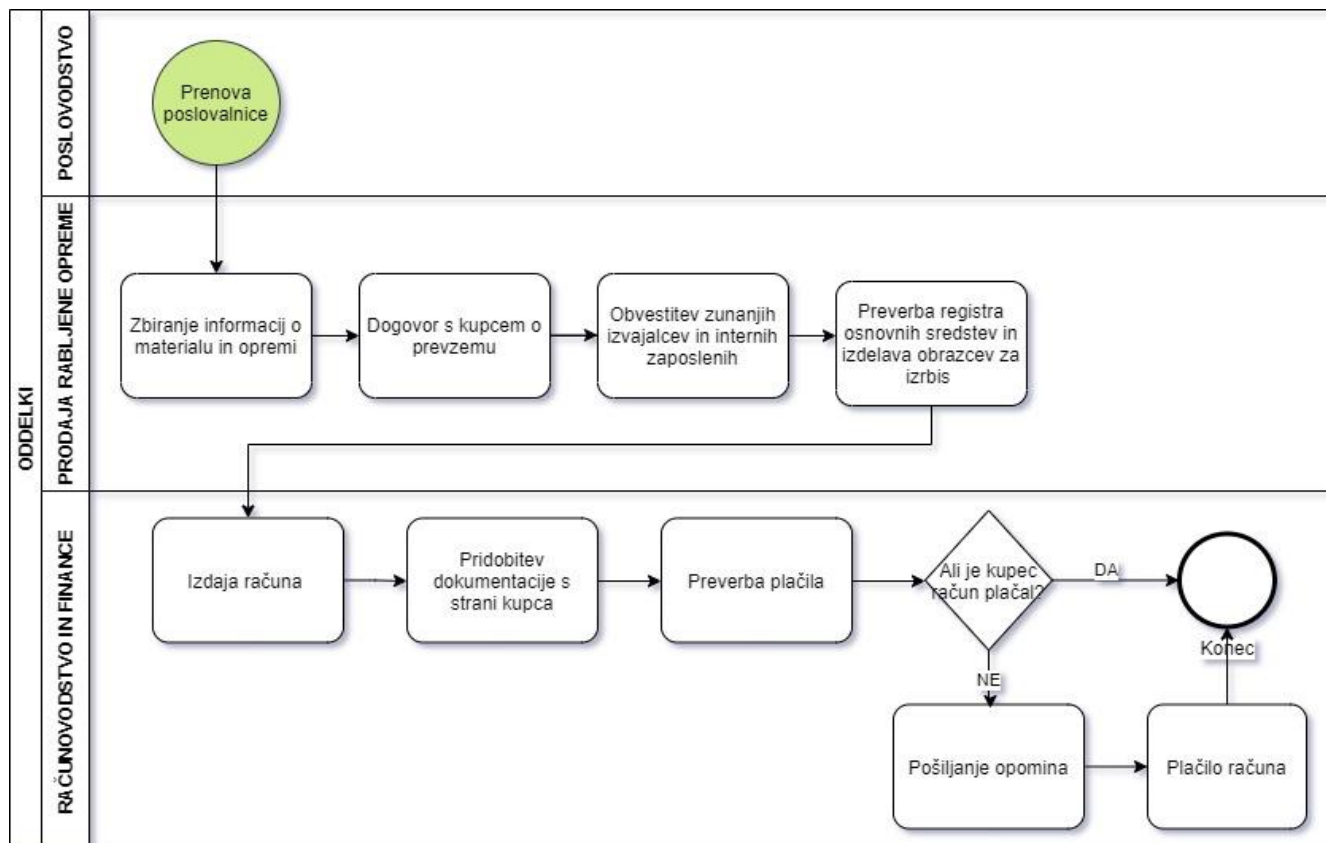 ODDELKI
POSLOVODSTVO
Prenova
poslovalnice
PRODAJA RABLJENE OPREME
Zbiranje informacij o
materialu in opremi
Dogovor s kupcem o
prevzemu
Obvestitev zunanjih
izvajalcev in internih
zaposlenih
Preverba registra
osnovnih sredstev in
izdelava obrazcev za
izrbis
RAČUNOVODSTVO IN FINANCE
Izdaja računa
Pridobitev
dokumentacije s
strani kupca
Preverba plačila
Ali je kupec
račun plačal?
DA
Konec
NE
Pošiljanje opomina
Plačilo računa